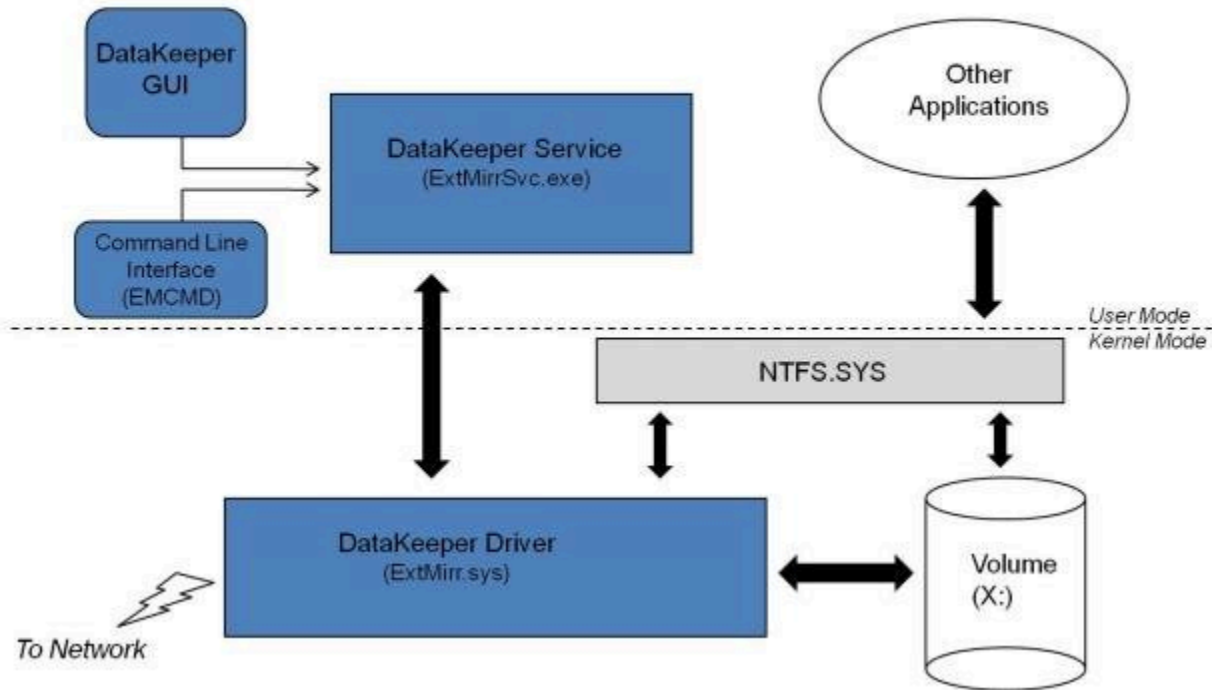 DataKeeper
GUI
Other
Applications
DataKeeper Service
(ExtMirrSvc.exe)
Command Line
Interface
(EMCMD)
User Mode
Kernel Mode
NTFS.SYS
DataKeeper Driver
(ExtMirr.sys)
Volume
(X:)
To Network